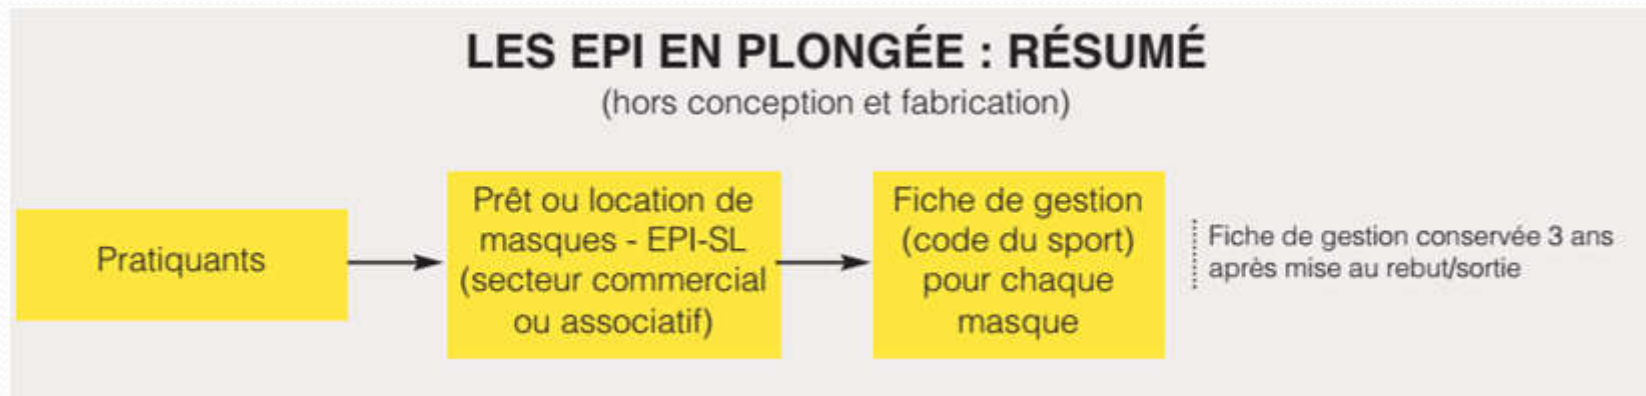 LES EPI EN PLONGÉE : RÉSUMÉ
(hors conception et fabrication)
Pratiquants
Prêt ou location de
masques - EPI-SL
(secteur commercial
ou associatif)
Fiche de gestion
(code du sport)
pour chaque
masque
Fiche de gestion conservée 3 ans
après mise au rebut/sortie